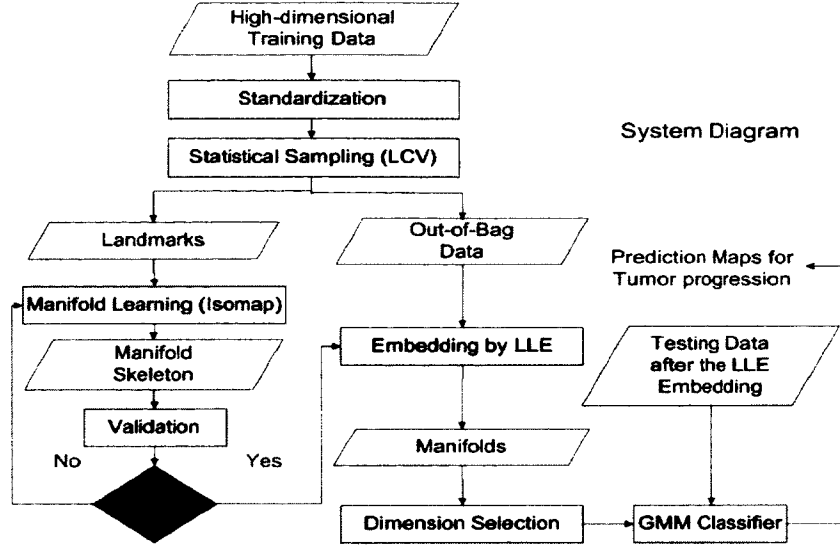 High-dimensional
Training Data
Standardization
System Diagram
Statistical Sampling (LCV)
Landmarks
Out-of-Bag
Data
Prediction Maps for
Tumor progression
Manifold Learning (Isomap)
Manifold
Skeleton
Embedding by LLE
Testing Data
after the LLE
Embedding
Validation
Manifolds
No
Yes
Dimension Selection
GMM Classifier